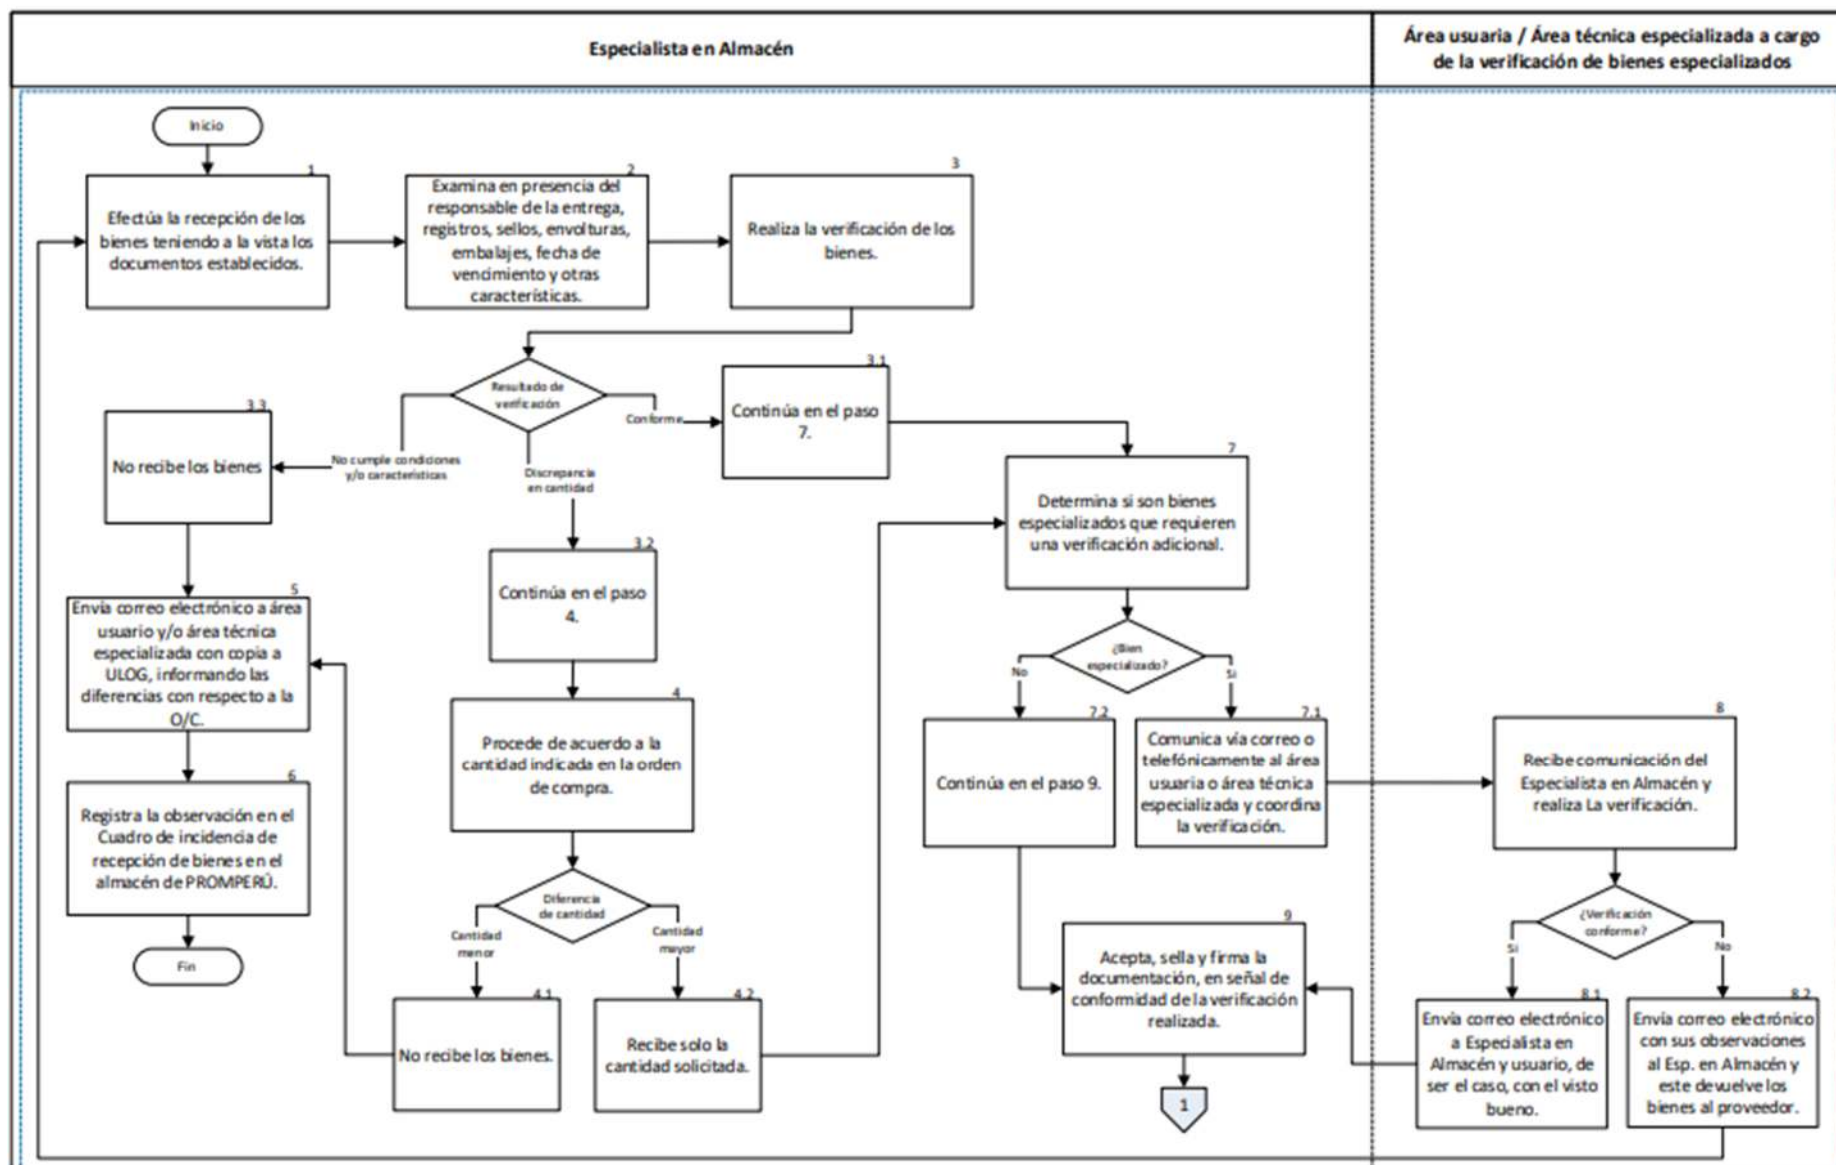 Especialista en Almacén
Área usuaria / Área técnica especializada a cargo
de la verificación de bienes especializados
Inicio
1
Efectúa la recepción de los
bienes teniendo a la vista los
documentos establecidos.
2
Examina en presencia del
responsable de la entrega,
registros, sellos, envolturas,
embalajes, fecha de
vencimiento y otras
características.
3
Realiza la verificación de los
bienes.
Resultado de
verificación
Conforme
3.1
Continúa en el paso
7.
No cumple condiciones
y/o características
3.3
No recibe los bienes
Discrepancia
en cantidad
3.2
Continúa en el paso
4.
4
Procede de acuerdo a la
cantidad indicada en la orden
de compra.
Diferencia
de cantidad
Cantidad
menor
Cantidad
mayor
4.1
No recibe los bienes.
4.2
Recibe solo la
cantidad solicitada.
5
Envía correo electrónico a área
usuario y/o área técnica
especializada con copia a
ULOG, informando las
diferencias con respecto a la
O/C.
6
Registra la observación en el
Cuadro de incidencia de
recepción de bienes en el
almacén de PROMPERÚ.
Fin
7
Determina si son bienes
especializados que requieren
una verificación adicional.
¿Bien
especializado?
No
Si
7.2
Continúa en el paso 9.
7.1
Comunica vía correo o
telefónicamente al área
usuaria o área técnica
especializada y coordina
la verificación.
8
Recibe comunicación del
Especialista en Almacén y
realiza La verificación.
¿Verificación
conforme?
Si
No
8.1
Envía correo electrónico
a Especialista en
Almacén y usuario, de
ser el caso, con el visto
bueno.
8.2
Envía correo electrónico
con sus observaciones
al Esp. en Almacén y
este devuelve los
bienes al proveedor.
9
Acepta, sella y firma la
documentación, en señal de
conformidad de la verificación
realizada.
1